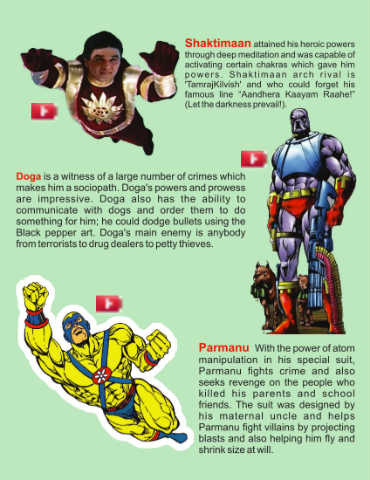 Shaktimaan attained his heroic powers
through deep meditation and was capable of
activating certain chakras which gave him
powers. Shaktimaan arch rival is
'TamrajKilvish' and who could forget his
famous line “Aandhera Kaayam Raahe!”
(Let the darkness prevail!).
Doga is a witness of a large number of crimes which
makes him a sociopath. Doga's powers and prowess
are impressive. Doga also has the ability to
communicate with dogs and order them to do
something for him; he could dodge bullets using the
Black pepper art. Doga's main enemy is anybody
from terrorists to drug dealers to petty thieves.
Parmanu With the power of atom
manipulation in his special suit,
Parmanu fights crime and also
seeks revenge on the people who
killed his parents and school
friends. The suit was designed by
his maternal uncle and helps
Parmanu fight villains by projecting
blasts and also helping him fly and
shrink size at will.